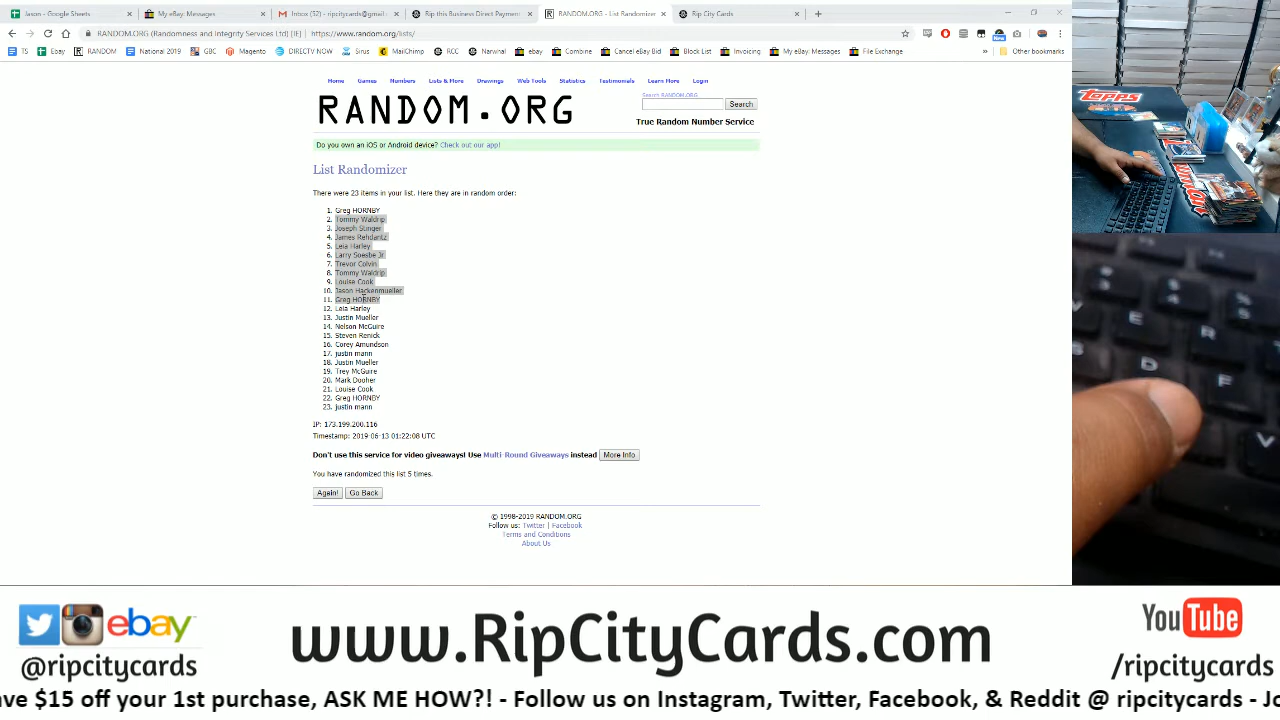 Jason - Google Sheets
My eBay: Messages
Inbox (52) - ripcitycards@gmail.
Rip this Business Direct Payment
RANDOM.ORG - List Randomizer
Rip City Cards
RANDOM.ORG (Randomness and Integrity Services Ltd) [IE] | https://www.random.org/lists/
TS Ebay RANDOM National 2019 GBC Magento DIRECTV NOW Sirus MailChimp RCC Narwhal ebay Combine Cancel eBay Bid Block List Invoicing My eBay: Messages File Exchange » Other bookmarks
Home Games Numbers Lists & More Drawings Web Tools Statistics Testimonials Learn More Login
Search RANDOM.ORG
RANDOM.ORG
Search
True Random Number Service
Do you own an iOS or Android device? Check out our app!
List Randomizer
There were 23 items in your list. Here they are in random order:
1. Greg HORNBY
2. Tommy Waldrip
3. Joseph Stinger
4. James Rehdantz
5. Leia Harley
6. Larry Soesbe Jr
7. Trevor Colvin
8. Tommy Waldrip
9. Louise Cook
10. Jason Hackenmueller
11. Greg HORNBY
12. Leia Harley
13. Justin Mueller
14. Nelson McGuire
15. Steven Renick
16. Corey Amundson
17. justin mann
18. Justin Mueller
19. Trey McGuire
20. Mark Dooher
21. Louise Cook
22. Greg HORNBY
23. justin mann
IP: 173.199.200.116
Timestamp: 2019-06-13 01:22:08 UTC
Don't use this service for video giveaways! Use Multi-Round Giveaways instead More Info
You have randomized this list 5 times.
Again! Go Back
© 1998-2019 RANDOM.ORG
Follow us: Twitter | Facebook
Terms and Conditions
About Us
Topps
E
R
D
F
V
ebay
@ripcitycards
www.RipCityCards.com
YouTube
/ripcitycards
ave $15 off your 1st purchase, ASK ME HOW?! - Follow us on Instagram, Twitter, Facebook, & Reddit @ ripcitycards - Jo